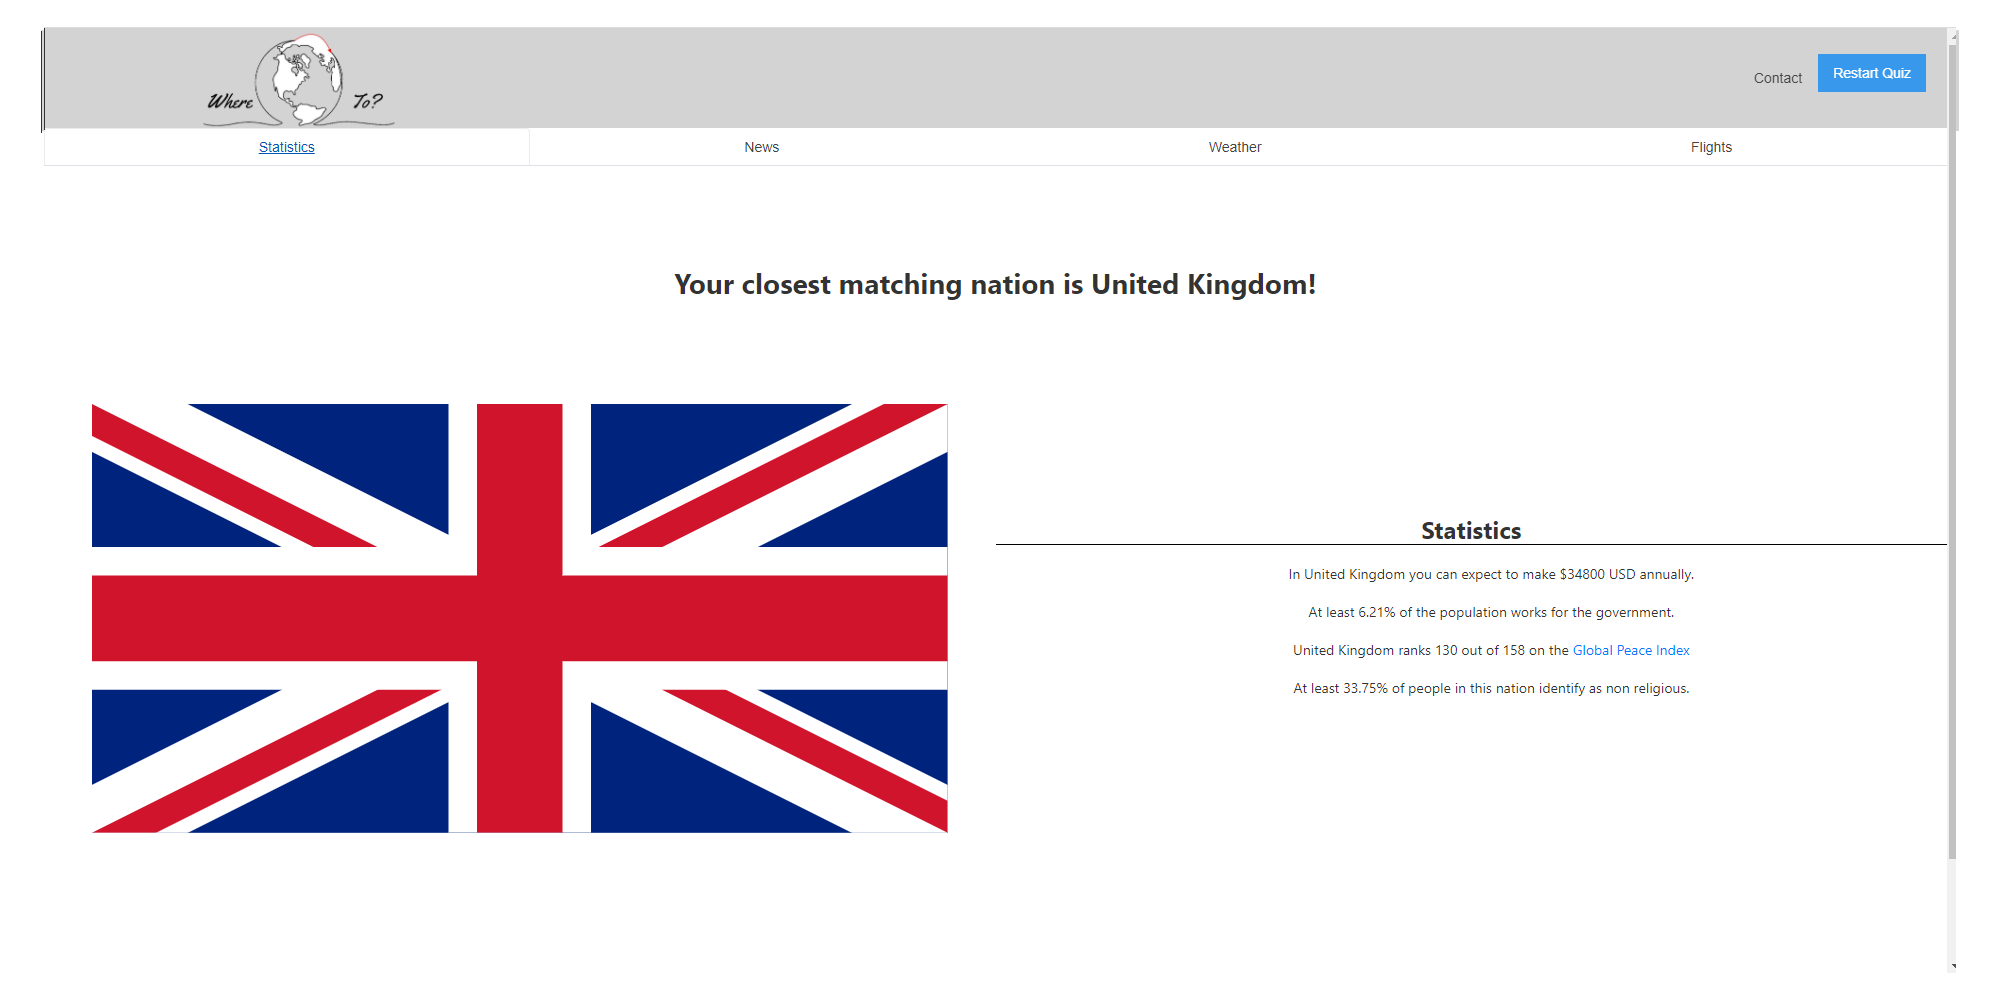 Where To?
Contact
Restart Quiz
Statistics
News
Weather
Flights
Your closest matching nation is United Kingdom!
Statistics
In United Kingdom you can expect to make $34800 USD annually.
At least 6.21% of the population works for the government.
United Kingdom ranks 130 out of 158 on the Global Peace Index
At least 33.75% of people in this nation identify as non religious.